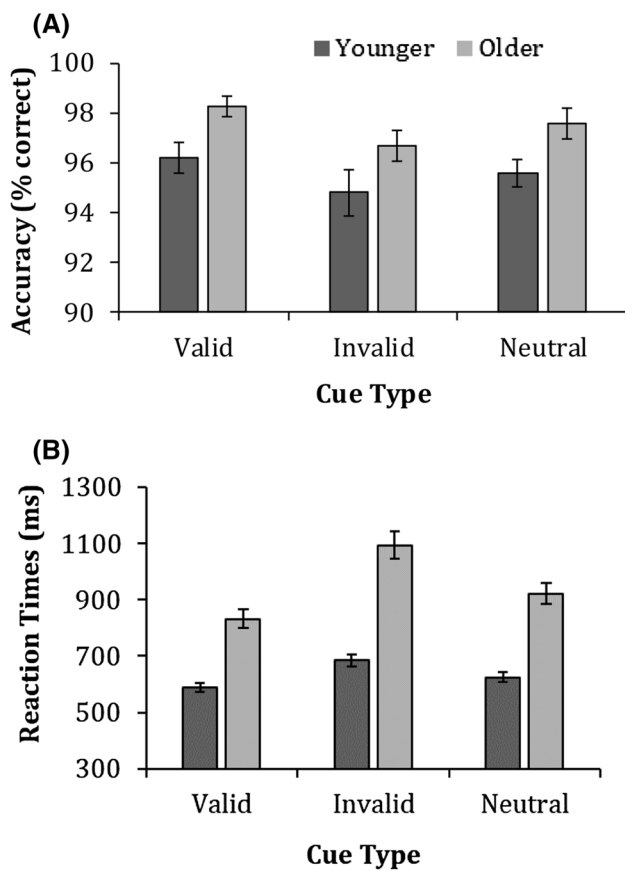 (A)
Younger Older
Accuracy (% correct)
100
98
96
94
92
90
Valid Invalid Neutral
Cue Type
(B)
Reaction Times (ms)
1300
1100
900
700
500
300
Valid Invalid Neutral
Cue Type